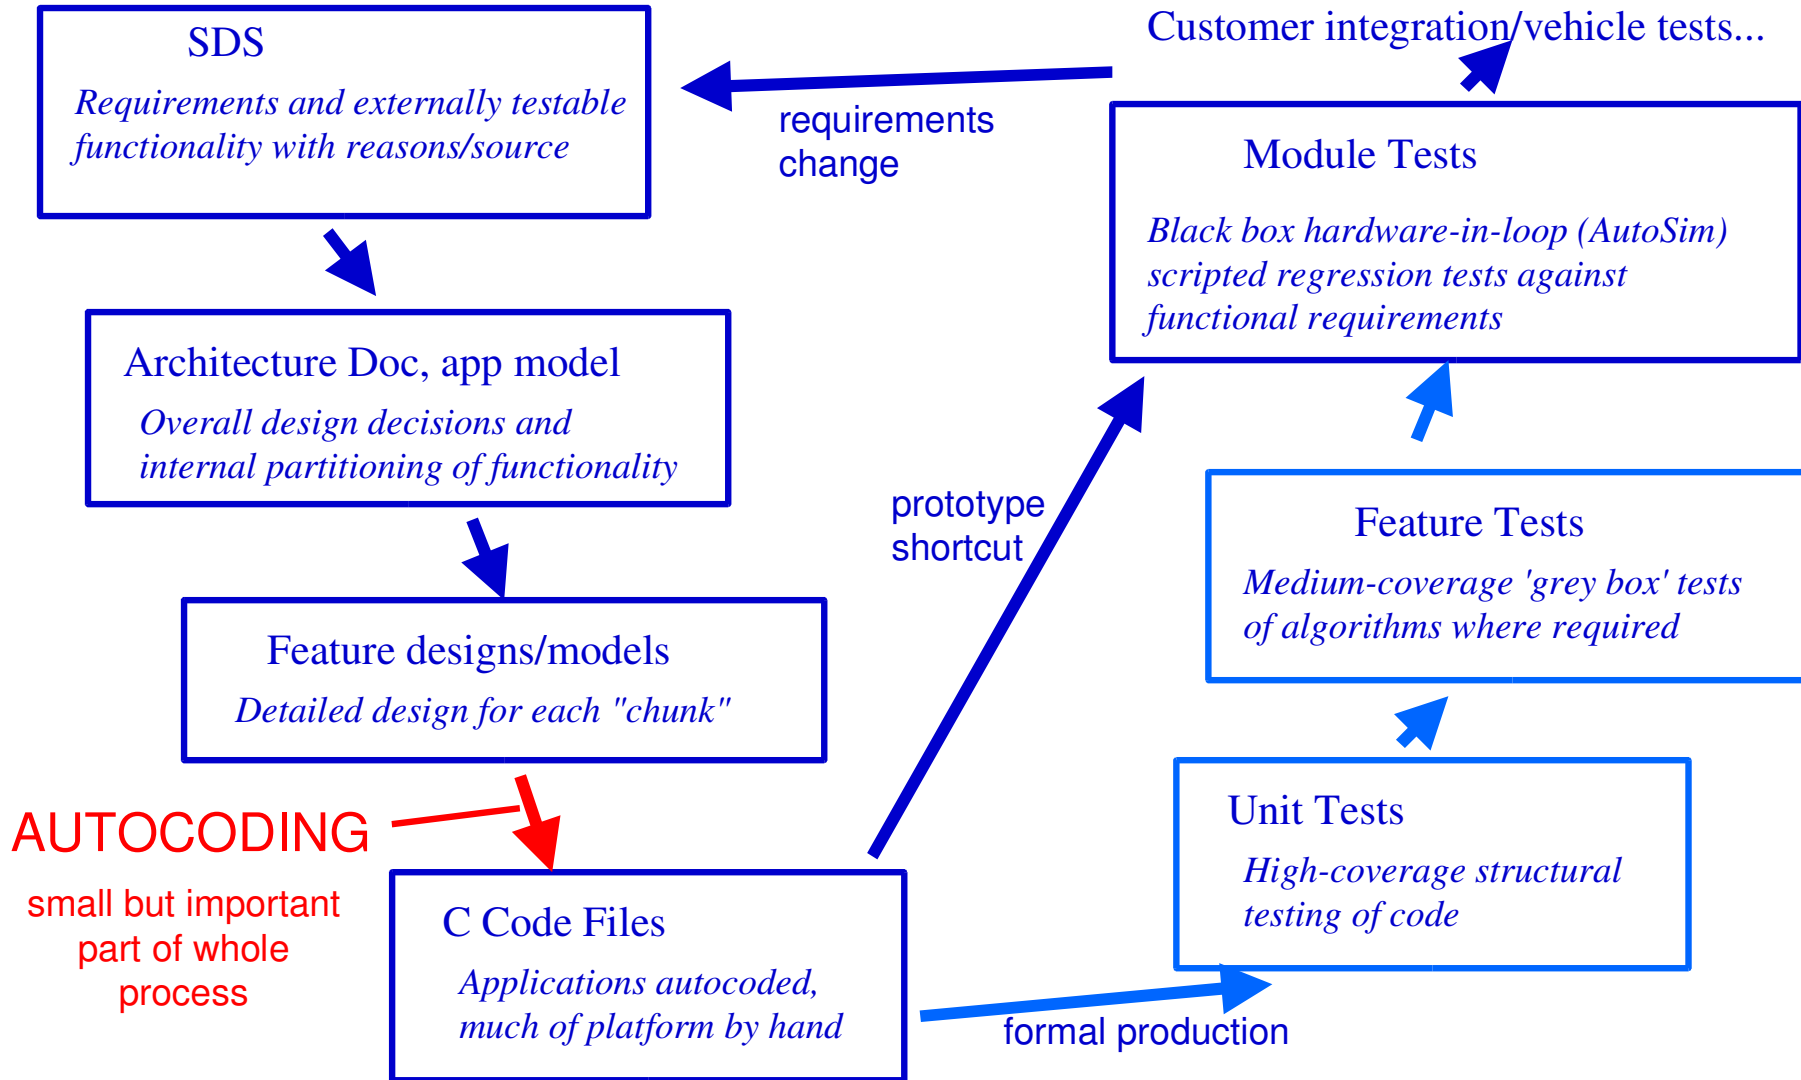 SDS
Requirements and externally testable
functionality with reasons/source
Architecture Doc, app model
Overall design decisions and
internal partitioning of functionality
Feature designs/models
Detailed design for each "chunk"
AUTOCODING
small but important
part of whole
process
C Code Files
Applications autocoded,
much of platform by hand
requirements
change
prototype
shortcut
formal production
Customer integration/vehicle tests...
Module Tests
Black box hardware-in-loop (AutoSim)
scripted regression tests against
functional requirements
Feature Tests
Medium-coverage 'grey box' tests
of algorithms where required
Unit Tests
High-coverage structural
testing of code